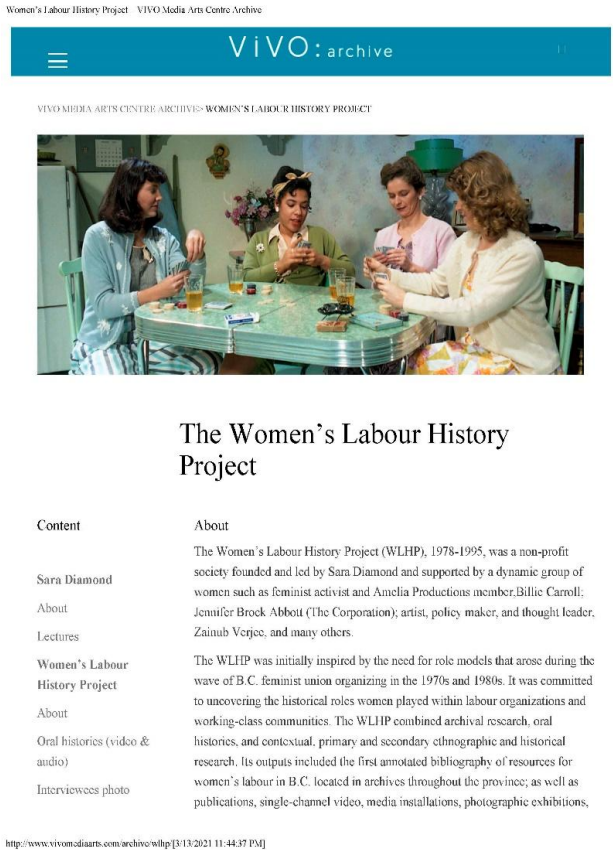 Women's Labour History Project VIVO Media Arts Centre Archive
ViVO: archive
VIVO MEDIA ARTS CENTRE ARCHIVE> WOMEN'S LABOUR HISTORY PROJECT
The Women's Labour History
Project
Content
Sara Diamond
About
Lectures
Women's Labour
History Project
About
Oral histories (video &
audio)
Interviewees photo
About
The Women's Labour History Project (WLHP), 1978-1995, was a non-profit
society founded and led by Sara Diamond and supported by a dynamic group of
women such as feminist activist and Amelia Productions member,Billie Carroll;
Jennifer Brock Abbott (The Corporation); artist, policy maker, and thought leader,
Zainub Verjee, and many others.
The WLHP was initially inspired by the need for role models that arose during the
wave of B.C. feminist union organizing in the 1970s and 1980s. It was committed
to uncovering the historical roles women played within labour organizations and
working-class communities. The WLHP combined archival research, oral
histories, and contextual, primary and secondary ethnographic and historical
research. Its outputs included the first annotated bibliography of resources for
women's labour in B.C. located in archives throughout the province; as well as
publications, single-channel video, media installations, photographic exhibitions,
http://www.vivomediaarts.com/archive/wlhp/[3/13/2021 11:44:37 PM]